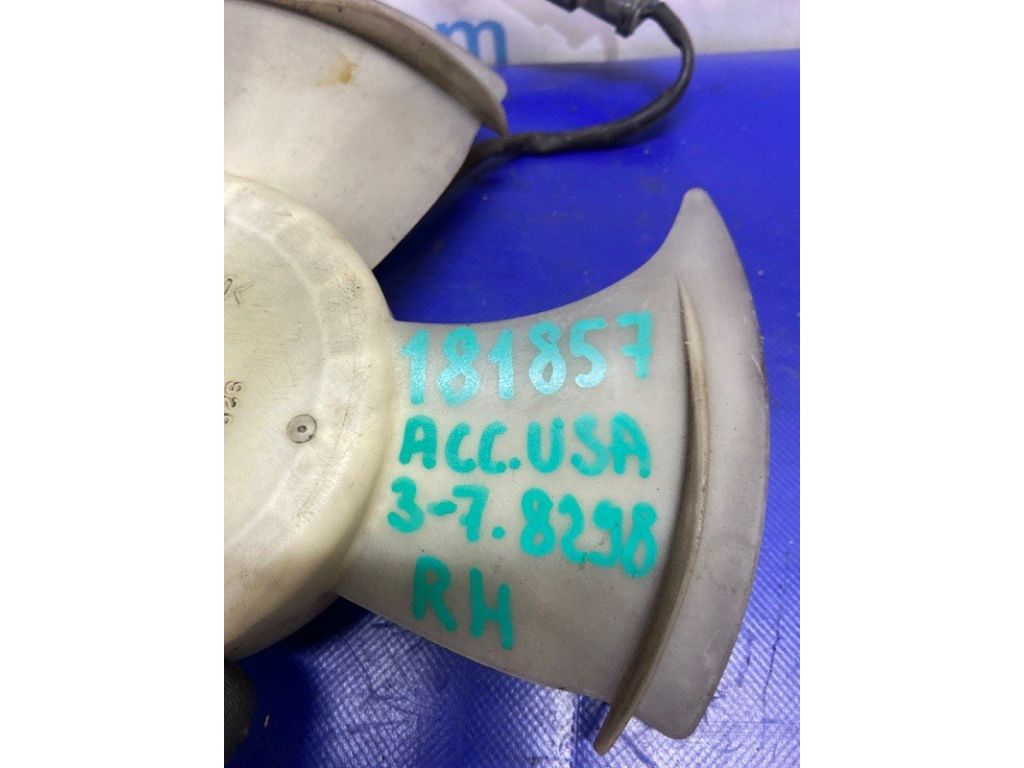 m
181857
ACC.USA
3-7.8298
RH